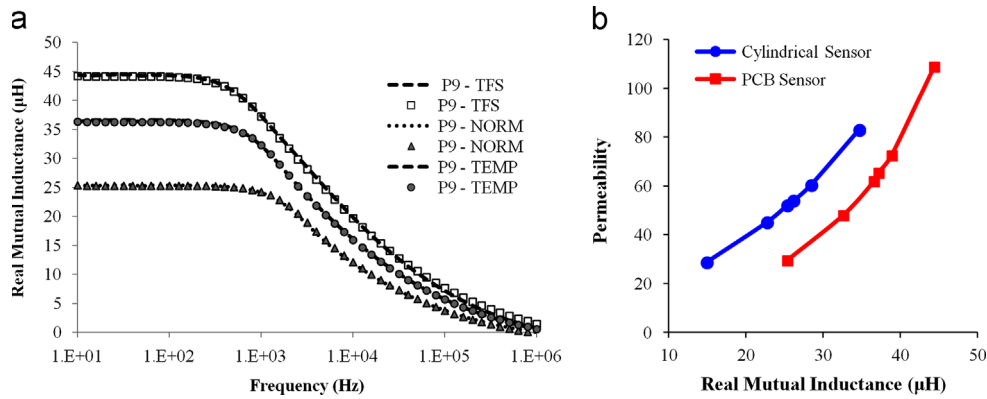 a
50
45
40
35
30
25
20
15
10
5
0
Real Mutual Inductance (μH)
1.E+01
1.E+02
1.E+03
1.E+04
1.E+05
1.E+06
Frequency (Hz)
P9 - TFS
P9 - TFS
P9 - NORM
P9 - NORM
P9 - TEMP
P9 - TEMP
b
120
100
80
60
40
20
0
Permeability
Cylindrical Sensor
PCB Sensor
10
20
30
40
50
Real Mutual Inductance (μH)